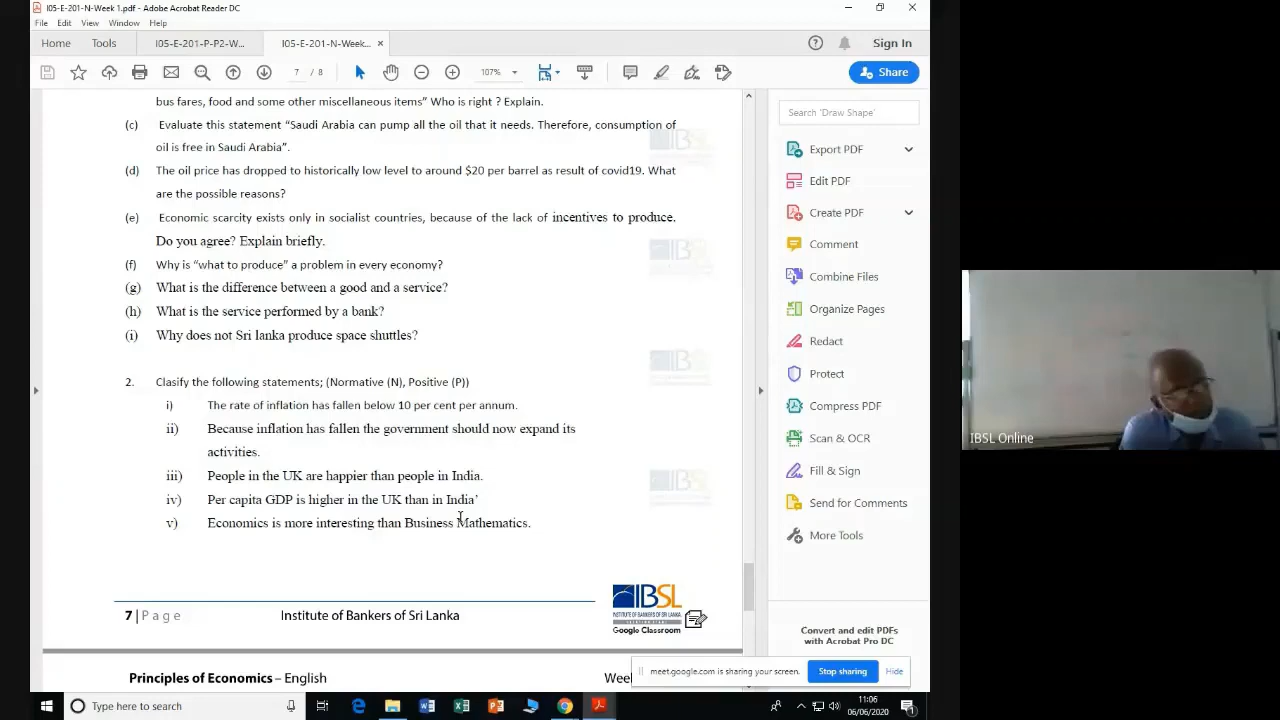 I05-E-201-N-Week 1.pdf - Adobe Acrobat Reader DC
File Edit View Window Help
Home Tools I05-E-201-P-P2-W... I05-E-201-N-Week... × Sign In
7 / 8 107% Share
bus fares, food and some other miscellaneous items” Who is right ? Explain.
(c) Evaluate this statement “Saudi Arabia can pump all the oil that it needs. Therefore, consumption of
oil is free in Saudi Arabia”.
(d) The oil price has dropped to historically low level to around $20 per barrel as result of covid19. What
are the possible reasons?
(e) Economic scarcity exists only in socialist countries, because of the lack of incentives to produce.
Do you agree? Explain briefly.
(f) Why is “what to produce” a problem in every economy?
(g) What is the difference between a good and a service?
(h) What is the service performed by a bank?
(i) Why does not Sri lanka produce space shuttles?
2. Clasify the following statements; (Normative (N), Positive (P))
i) The rate of inflation has fallen below 10 per cent per annum.
ii) Because inflation has fallen the government should now expand its
activities.
iii) People in the UK are happier than people in India.
iv) Per capita GDP is higher in the UK than in India’
v) Economics is more interesting than Business Mathematics.
7 | P a g e Institute of Bankers of Sri Lanka
IBSL
INSTITUTE OF BANKERS OF SRI LANKA
Google Classroom
Principles of Economics – English Wee
meet.google.com is sharing your screen. Stop sharing Hide
Search 'Draw Shape'
Export PDF
Edit PDF
Create PDF
Comment
Combine Files
Organize Pages
Redact
Protect
Compress PDF
Scan & OCR
Fill & Sign
Send for Comments
More Tools
Convert and edit PDFs
with Acrobat Pro DC
IBSL Online
Type here to search
11:06
06/06/2020